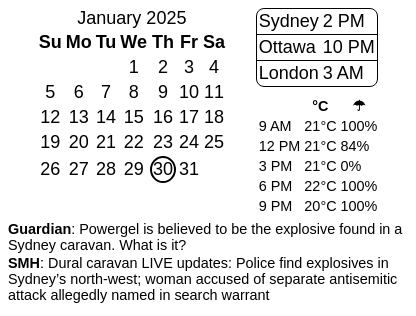 January 2025
Su Mo Tu We Th Fr Sa
1 2 3 4
5 6 7 8 9 10 11
12 13 14 15 16 17 18
19 20 21 22 23 24 25
26 27 28 29 30 31
Sydney 2 PM
Ottawa 10 PM
London 3 AM
°C ☂
9 AM 21°C 100%
12 PM 21°C 84%
3 PM 21°C 0%
6 PM 22°C 100%
9 PM 20°C 100%
Guardian: Powergel is believed to be the explosive found in a
Sydney caravan. What is it?
SMH: Dural caravan LIVE updates: Police find explosives in
Sydney's north-west; woman accused of separate antisemitic
attack allegedly named in search warrant